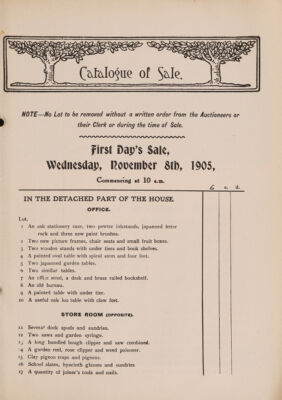 Catalogue of Sale.
NOTE—No Lot to be removed without a written order from the Auctioneers or
their Clerk or during the time of Sale.
First Day's Sale,
Wednesday, November 8th, 1905,
Commencing at 10 a.m.
£ s. d.
IN THE DETACHED PART OF THE HOUSE.
OFFICE.
Lot.
1 An oak stationery case, two pewter inkstands, japanned letter
rack and three new paint brushes.
2 Two new picture frames, chair seats and small fruit boxes.
3 Two wooden stands with under tiers and book shelves.
4 A painted oval table with spiral stem and four feet.
5 Two japanned garden tables.
6 Two similar tables.
7 An office stool, a desk and brass railed bookshelf.
8 An old bureau.
9 A painted table with under tier.
10 A useful oak loo table with claw feet.
STORE ROOM (OPPOSITE).
11 Several dock spuds and sundries.
12 Two saws and garden syringe.
13 A long handled bough clipper and saw combined.
14 A garden reel, rose clipper and weed poisoner.
15 Clay pigeon traps and pigeons.
16 School slates, hyacinth glasses and sundries
17 A quantity of joiner's tools and nails.